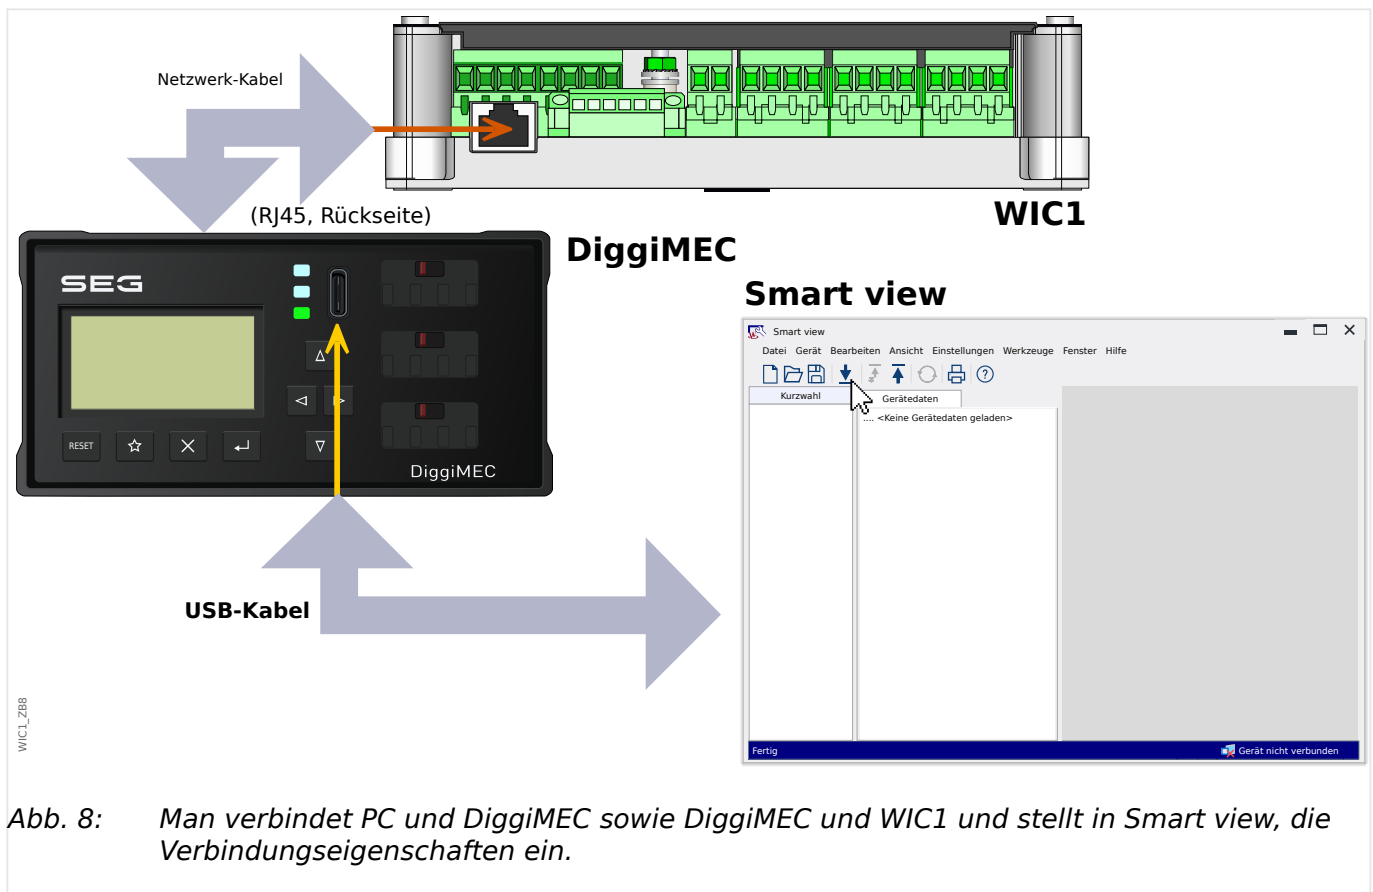 Netzwerk-Kabel
(RJ45, Rückseite)
WIC1
DiggiMEC
SEG
RESET
DiggiMEC
Smart view
Smart view
Datei Gerät Bearbeiten Ansicht Einstellungen Werkzeuge Fenster Hilfe
Kurzwahl
Gerätedaten
.... <Keine Gerätedaten geladen>
Fertig
Gerät nicht verbunden
USB-Kabel
WIC1_ZB8
Abb. 8: Man verbindet PC und DiggiMEC sowie DiggiMEC und WIC1 und stellt in Smart view, die
Verbindungseigenschaften ein.